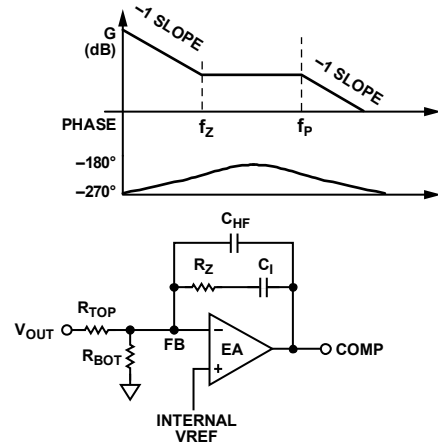 –1 SLOPE
G
(dB)
–1 SLOPE
PHASE
fZ
fP
–180°
–270°
CHF
RZ
CI
RTOP
VOUT
RBOT
FB
–
EA
+
COMP
INTERNAL
VREF